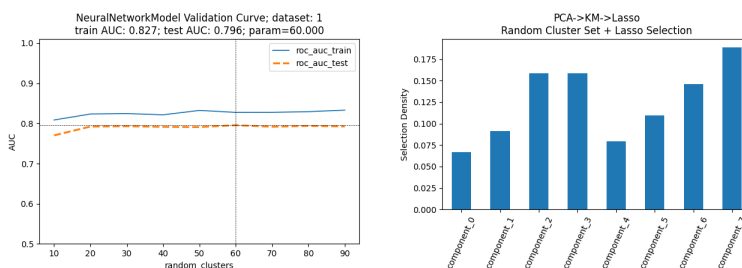 NeuralNetworkModel Validation Curve; dataset: 1
train AUC: 0.827; test AUC: 0.796; param=60.000
1.0
0.9
0.8
0.7
0.6
0.5
AUC
roc_auc_train
roc_auc_test
10 20 30 40 50 60 70 80 90
random_clusters
PCA->KM->Lasso
Random Cluster Set + Lasso Selection
0.175
0.150
0.125
0.100
0.075
0.050
0.025
0.000
Selection Density
component_0
component_1
component_2
component_3
component_4
component_5
component_6
component_7